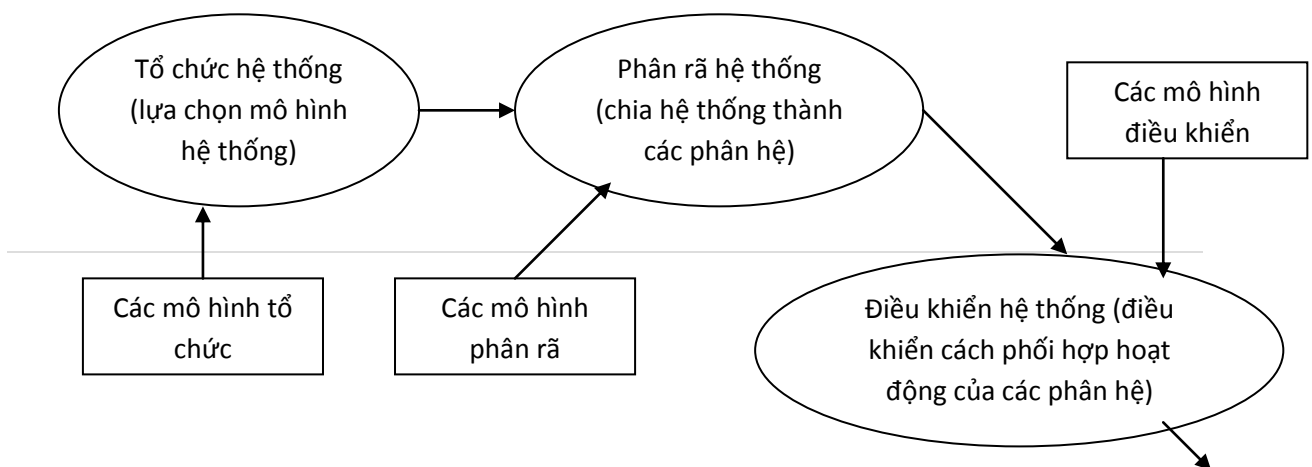 Tổ chức hệ thống
(lựa chọn mô hình
hệ thống)
Phân rã hệ thống
(chia hệ thống thành
các phân hệ)
Các mô hình
điều khiển
Các mô hình tổ
chức
Các mô hình
phân rã
Điều khiển hệ thống (điều
khiển cách phối hợp hoạt
động của các phân hệ)